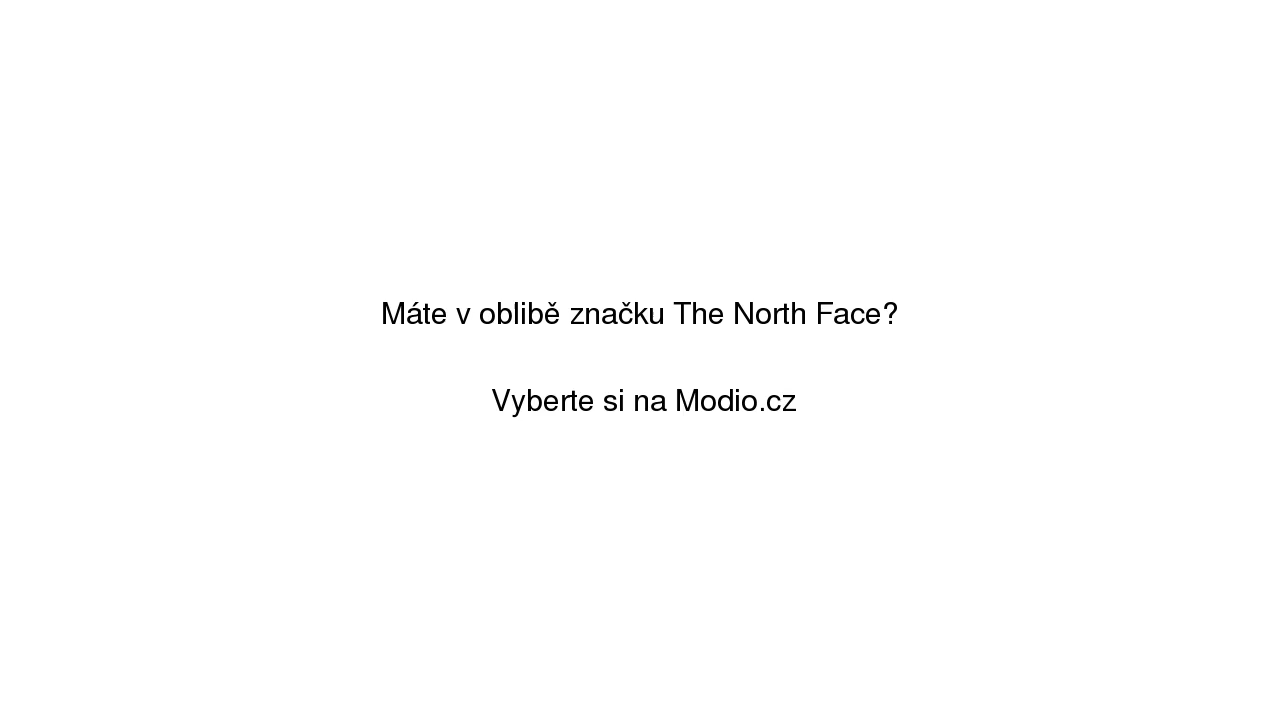 Máte v oblibě značku The North Face?
Vyberte si na Modio.cz